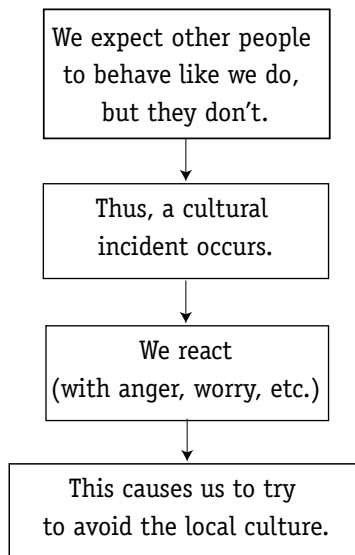 We expect other people
to behave like we do,
but they don't.
Thus, a cultural
incident occurs.
We react
(with anger, worry, etc.)
This causes us to try
to avoid the local culture.